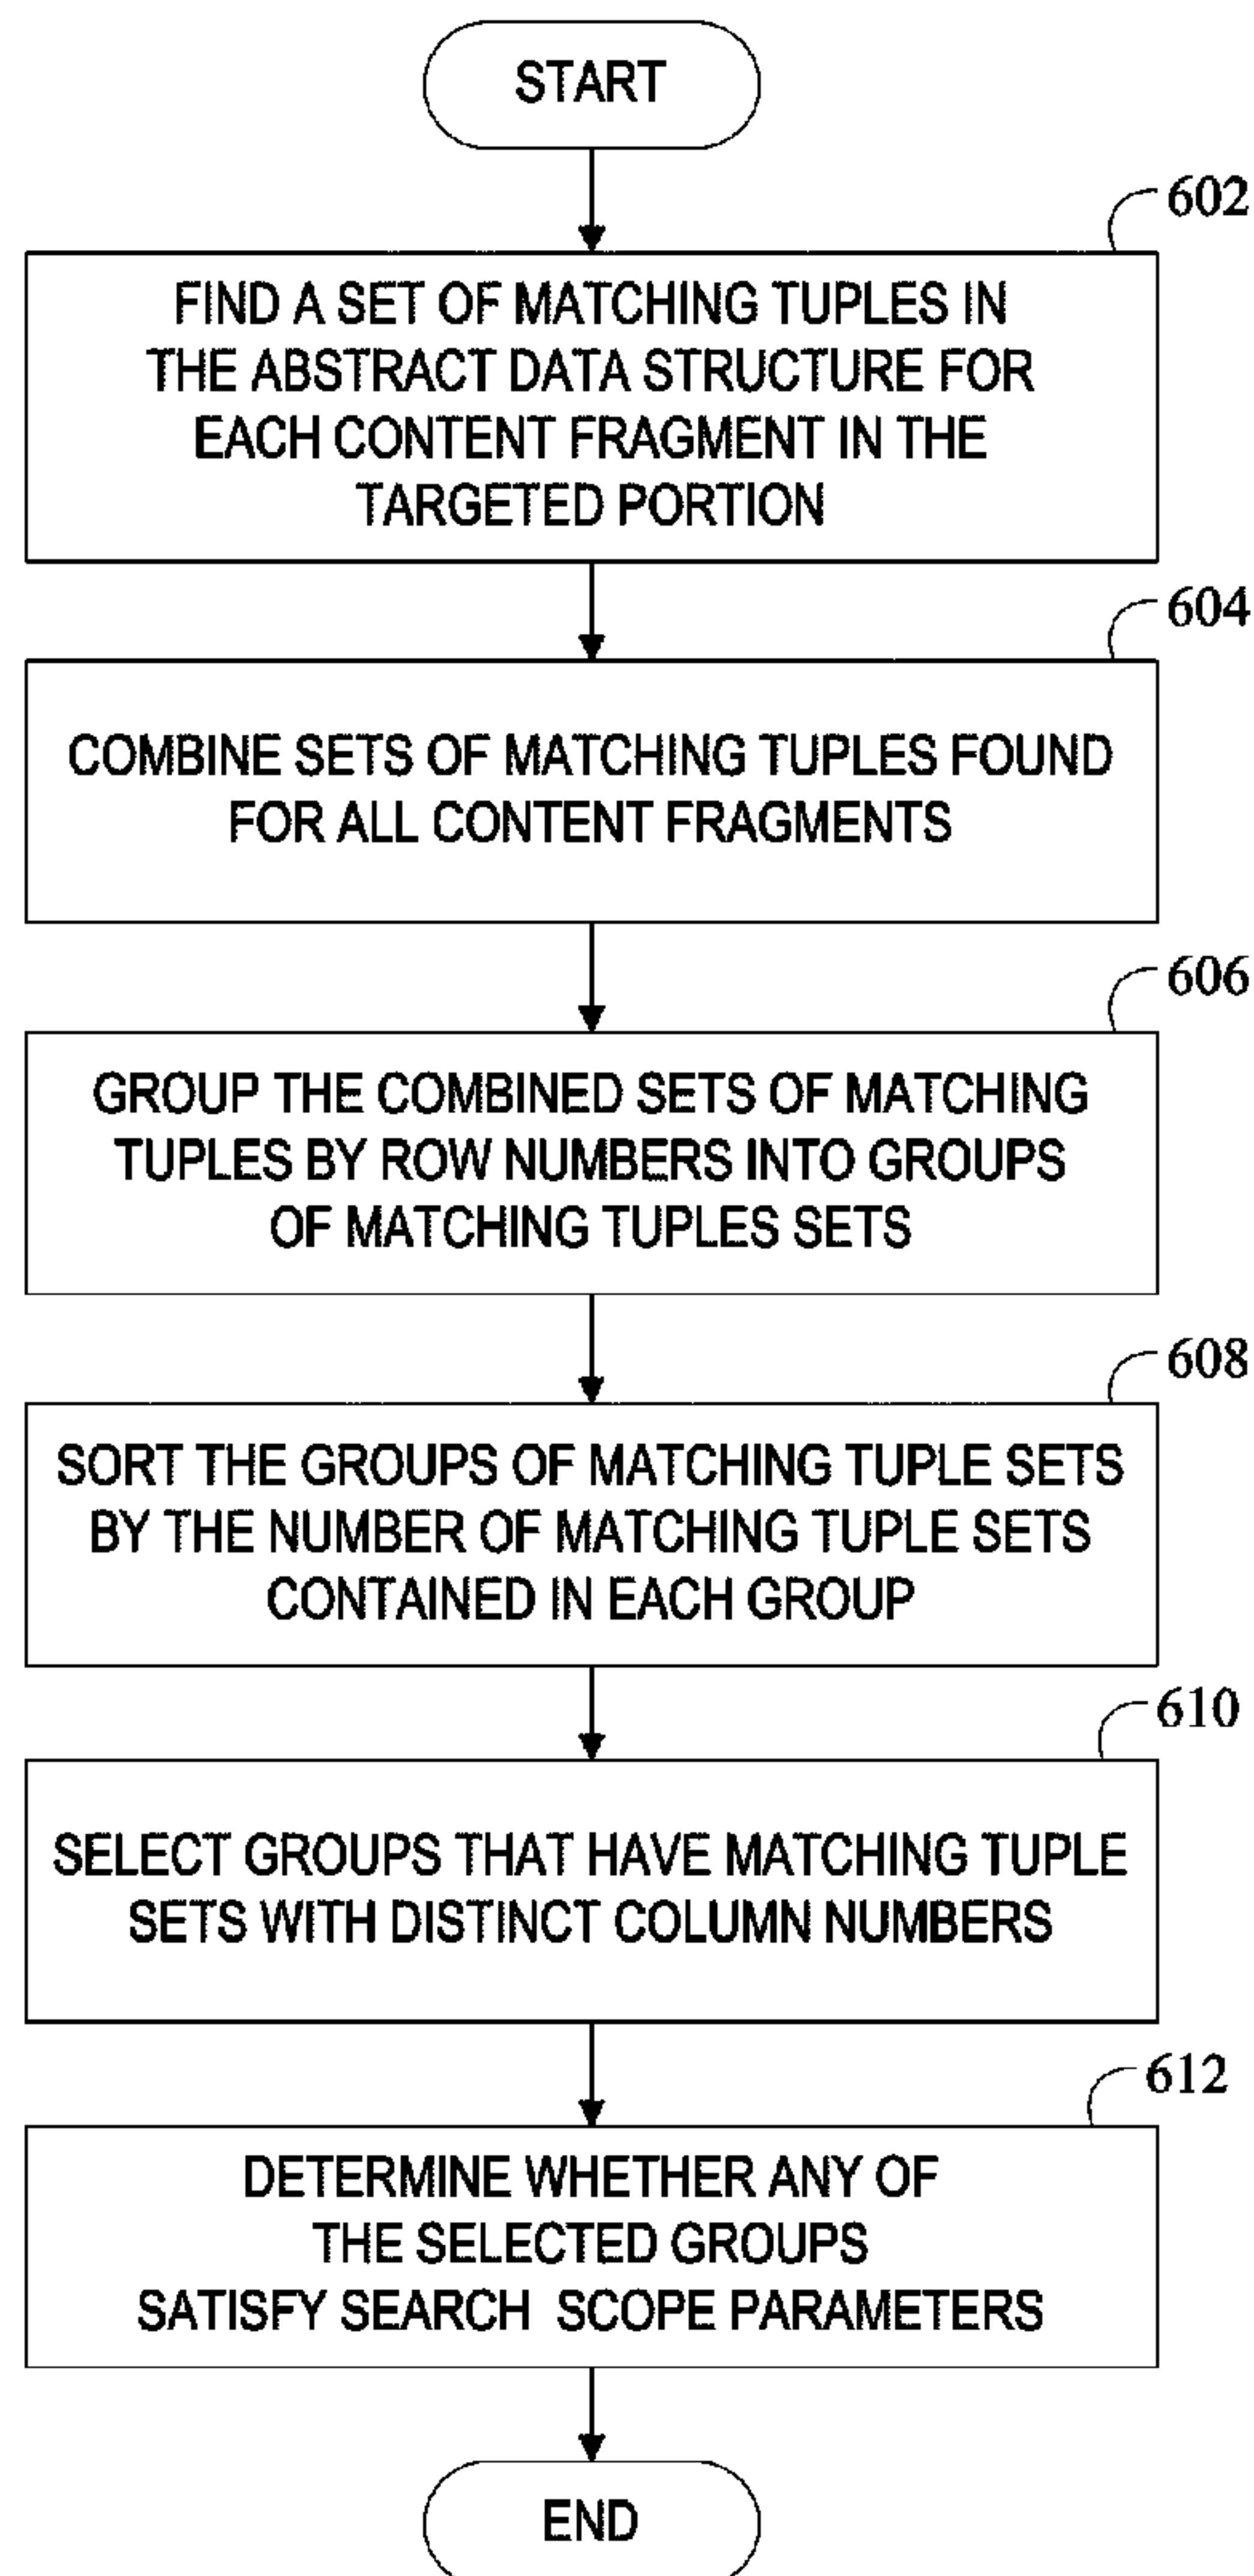 START
602
FIND A SET OF MATCHING TUPLES IN
THE ABSTRACT DATA STRUCTURE FOR
EACH CONTENT FRAGMENT IN THE
TARGETED PORTION
604
COMBINE SETS OF MATCHING TUPLES FOUND
FOR ALL CONTENT FRAGMENTS
606
GROUP THE COMBINED SETS OF MATCHING
TUPLES BY ROW NUMBERS INTO GROUPS
OF MATCHING TUPLES SETS
608
SORT THE GROUPS OF MATCHING TUPLE SETS
BY THE NUMBER OF MATCHING TUPLE SETS
CONTAINED IN EACH GROUP
610
SELECT GROUPS THAT HAVE MATCHING TUPLE
SETS WITH DISTINCT COLUMN NUMBERS
612
DETERMINE WHETHER ANY OF
THE SELECTED GROUPS
SATISFY SEARCH SCOPE PARAMETERS
END